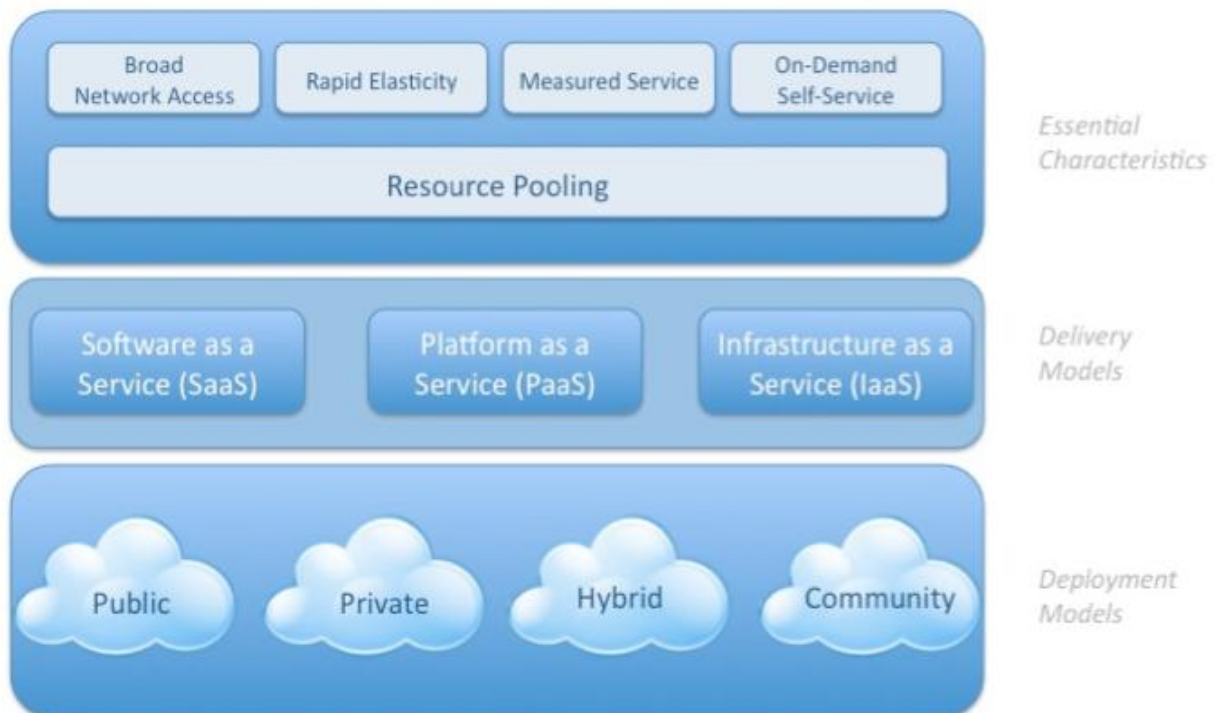 Broad
Network Access
Rapid Elasticity
Measured Service
On-Demand
Self-Service
Resource Pooling
Essential
Characteristics
Software as a
Service (SaaS)
Platform as a
Service (PaaS)
Infrastructure as a
Service (IaaS)
Delivery
Models
Public
Private
Hybrid
Community
Deployment
Models